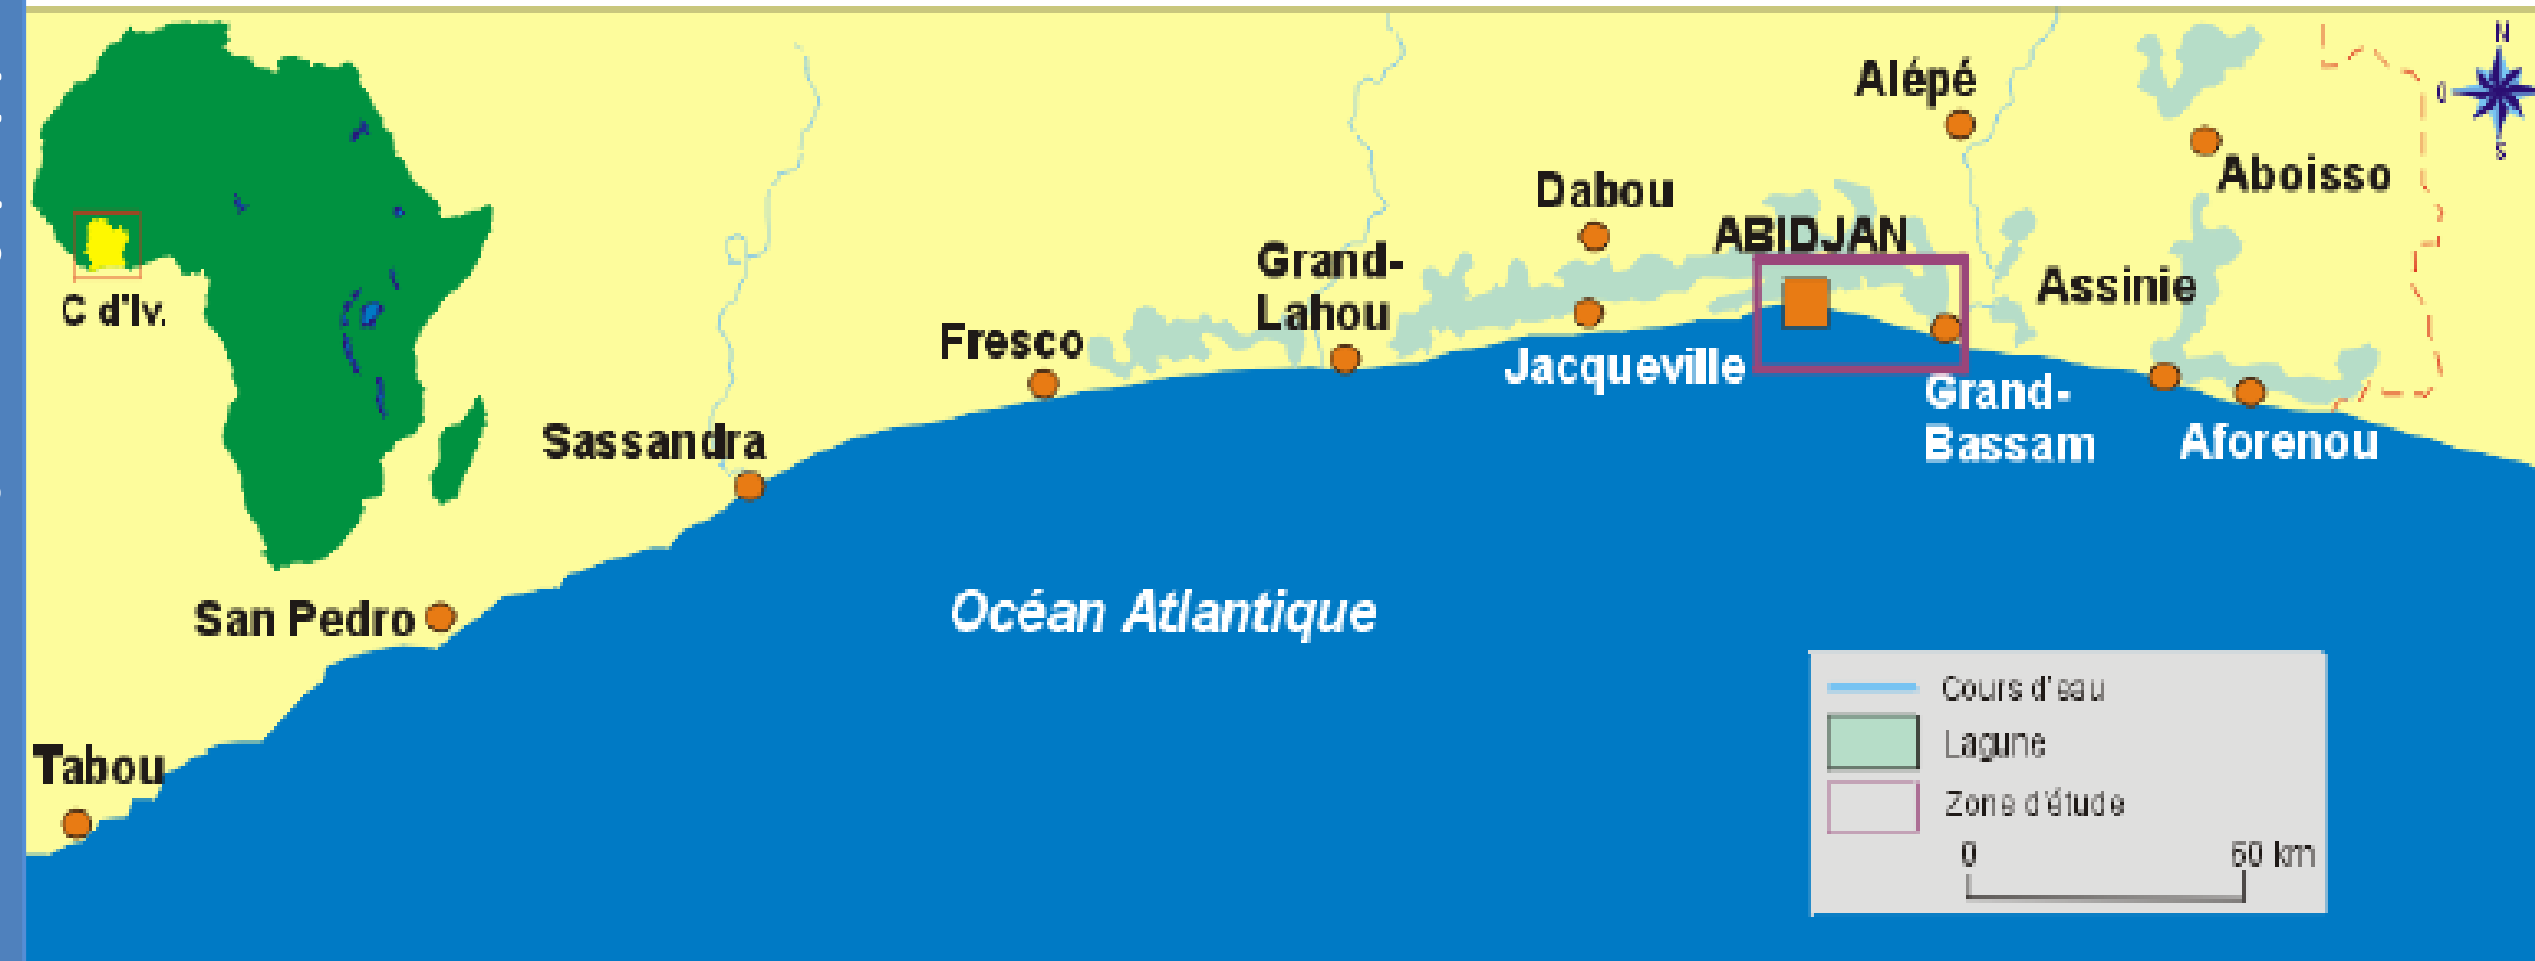 N
O
S
Alépé
Aboisso
Dabou
ABIDJAN
Grand-
Lahou
Assinie
C d'Iv.
Fresco
Jacqueville
Grand-
Bassam
Aforenou
Sassandra
San Pedro
Océan Atlantique
Tabou
Cours d'eau
Lagune
Zone d'étude
0 60 km